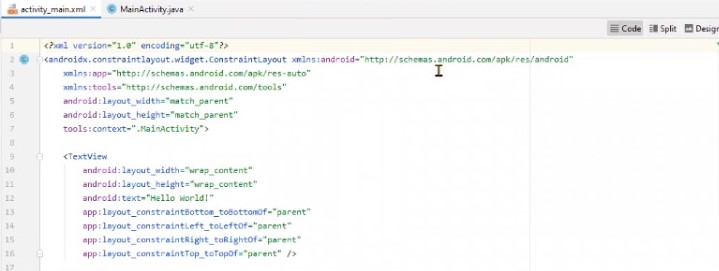 activity_main.xml
MainActivity.java
Code
Split
Design
1 <?xml version="1.0" encoding="utf-8"?>
2 <androidx.constraintlayout.widget.ConstraintLayout xmlns:android="http://schemas.android.com/apk/res/android"
3 xmlns:app="http://schemas.android.com/apk/res-auto"
4 xmlns:tools="http://schemas.android.com/tools"
5 android:layout_width="match_parent"
6 android:layout_height="match_parent"
7 tools:context=".MainActivity">
8
9 <TextView
10 android:layout_width="wrap_content"
11 android:layout_height="wrap_content"
12 android:text="Hello World!"
13 app:layout_constraintBottom_toBottomOf="parent"
14 app:layout_constraintLeft_toLeftOf="parent"
15 app:layout_constraintRight_toRightOf="parent"
16 app:layout_constraintTop_toTopOf="parent" />
17